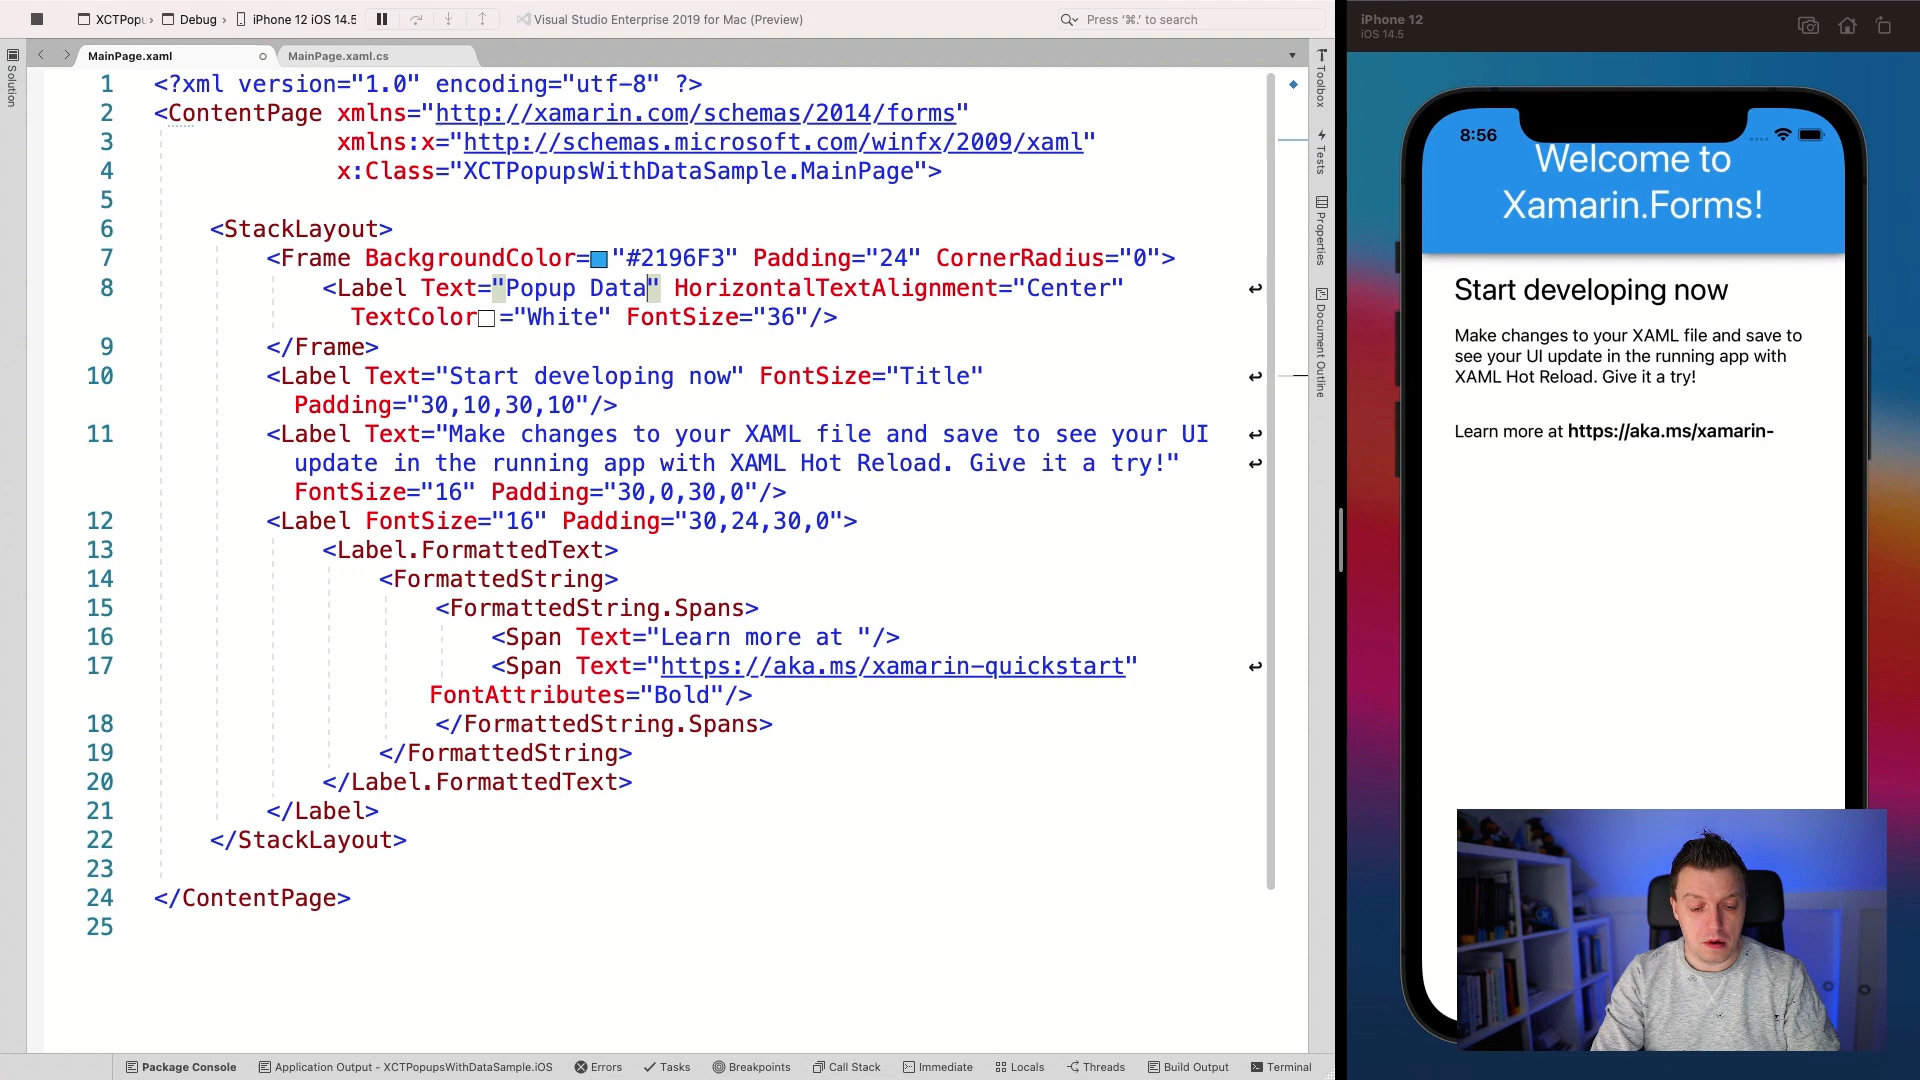 XCTPopu
Debug
iPhone 12 iOS 14.5
Visual Studio Enterprise 2019 for Mac (Preview)
Press '⌘.' to search
MainPage.xaml
MainPage.xaml.cs
Solution
1 <?xml version="1.0" encoding="utf-8" ?>
2 <ContentPage xmlns="http://xamarin.com/schemas/2014/forms"
3 xmlns:x="http://schemas.microsoft.com/winfx/2009/xaml"
4 x:Class="XCTPopupsWithDataSample.MainPage">
5
6 <StackLayout>
7 <Frame BackgroundColor="#2196F3" Padding="24" CornerRadius="0">
8 <Label Text="Popup Data" HorizontalTextAlignment="Center"
TextColor="White" FontSize="36"/>
9 </Frame>
10 <Label Text="Start developing now" FontSize="Title"
Padding="30,10,30,10"/>
11 <Label Text="Make changes to your XAML file and save to see your UI
update in the running app with XAML Hot Reload. Give it a try!"
FontSize="16" Padding="30,0,30,0"/>
12 <Label FontSize="16" Padding="30,24,30,0">
13 <Label.FormattedText>
14 <FormattedString>
15 <FormattedString.Spans>
16 <Span Text="Learn more at "/>
17 <Span Text="https://aka.ms/xamarin-quickstart"
FontAttributes="Bold"/>
18 </FormattedString.Spans>
19 </FormattedString>
20 </Label.FormattedText>
21 </Label>
22 </StackLayout>
23
24 </ContentPage>
25
Toolbox
Tests
Properties
Document Outline
Package Console
Application Output - XCTPopupsWithDataSample.iOS
Errors
Tasks
Breakpoints
Call Stack
Immediate
Locals
Threads
Build Output
Terminal
iPhone 12
iOS 14.5
8:56
Welcome to
Xamarin.Forms!
Start developing now
Make changes to your XAML file and save to
see your UI update in the running app with
XAML Hot Reload. Give it a try!
Learn more at https://aka.ms/xamarin-